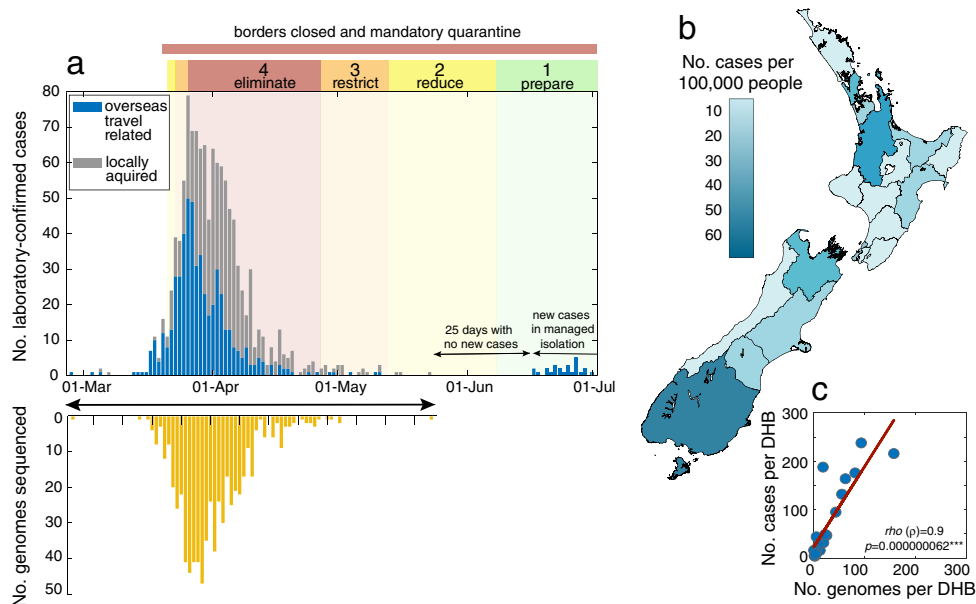 borders closed and mandatory quarantine
a
4 eliminate
3 restrict
2 reduce
1 prepare
No. laboratory-confirmed cases
80
70
60
50
40
30
20
10
0
overseas travel related
locally aquired
25 days with no new cases
new cases in managed isolation
01-Mar 01-Apr 01-May 01-Jun 01-Jul
No. genomes sequenced
0
10
20
30
40
50
b
No. cases per
100,000 people
10
20
30
40
50
60
c
No. cases per DHB
300
200
100
0
rho (ρ)=0.9
p=0.000000062***
0 100 200 300
No. genomes per DHB